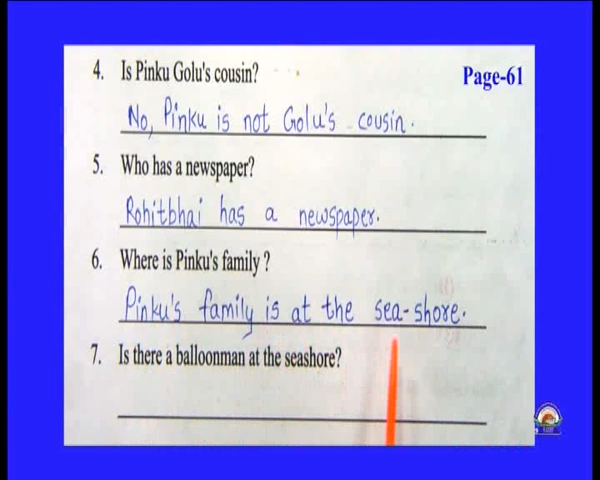 4. Is Pinku Golu's cousin?
Page-61
No, Pinku is not Golu's cousin.
5. Who has a newspaper?
Rohitbhai has a newspaper.
6. Where is Pinku's family ?
Pinku's family is at the sea-shore.
7. Is there a balloonman at the seashore?